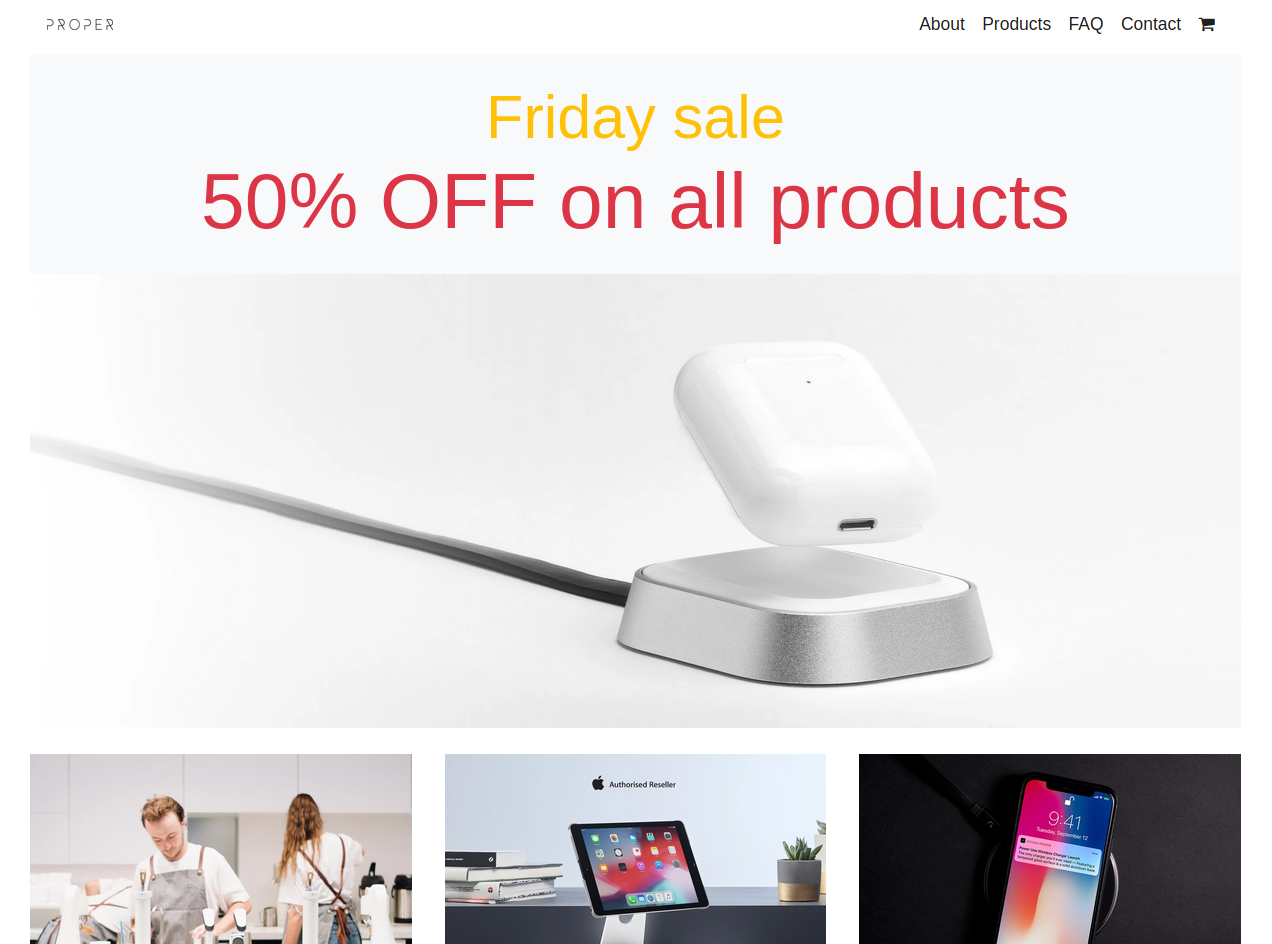 PROPER
About Products FAQ Contact
Friday sale
50% OFF on all products
Authorised Reseller
9:41
Tuesday, September 12